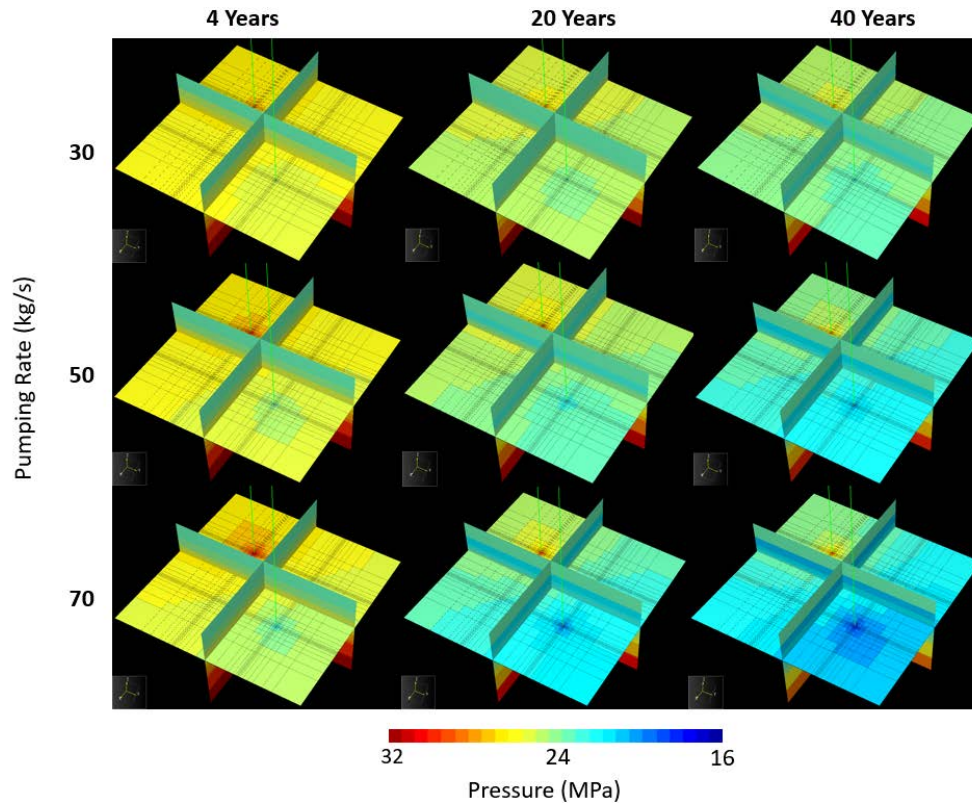 4 Years 20 Years 40 Years
30
50
70
Pumping Rate (kg/s)
32 24 16
Pressure (MPa)